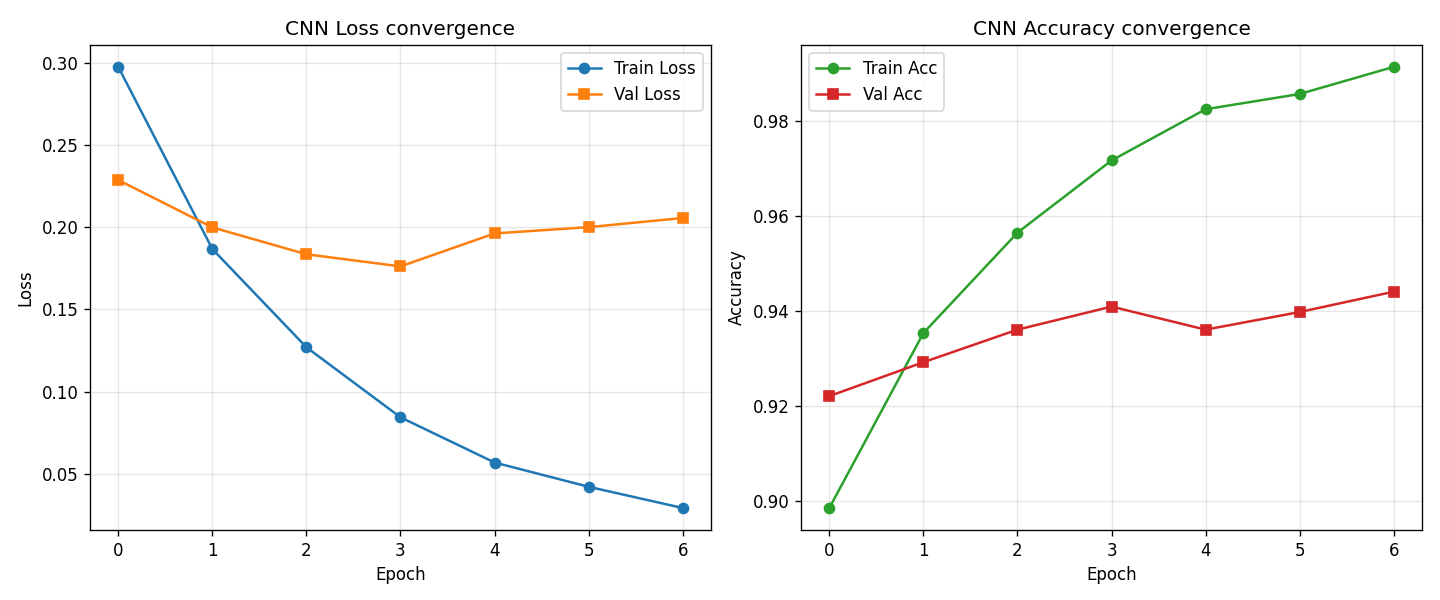 CNN Loss convergence
Train Loss
Val Loss
0.30
0.25
0.20
0.15
0.10
0.05
Loss
0 1 2 3 4 5 6
Epoch
CNN Accuracy convergence
Train Acc
Val Acc
0.98
0.96
0.94
0.92
0.90
Accuracy
0 1 2 3 4 5 6
Epoch